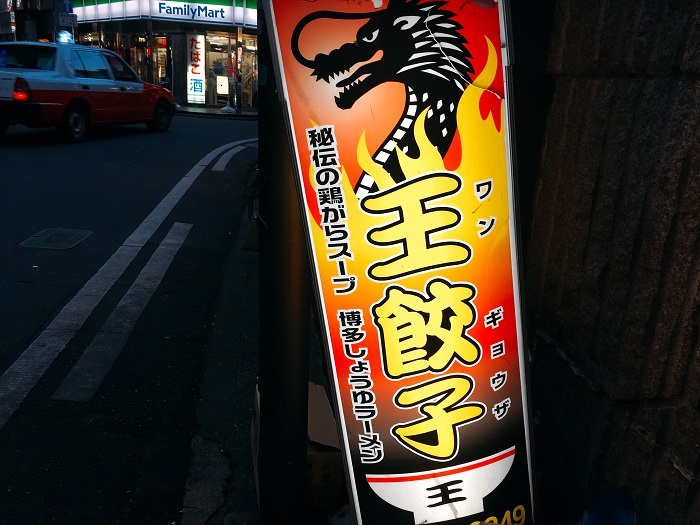 FamilyMart
たばこ
酒
秘伝の鶏がらスープ
博多しょうゆラーメン
王餃子
ワン ギョウザ
王